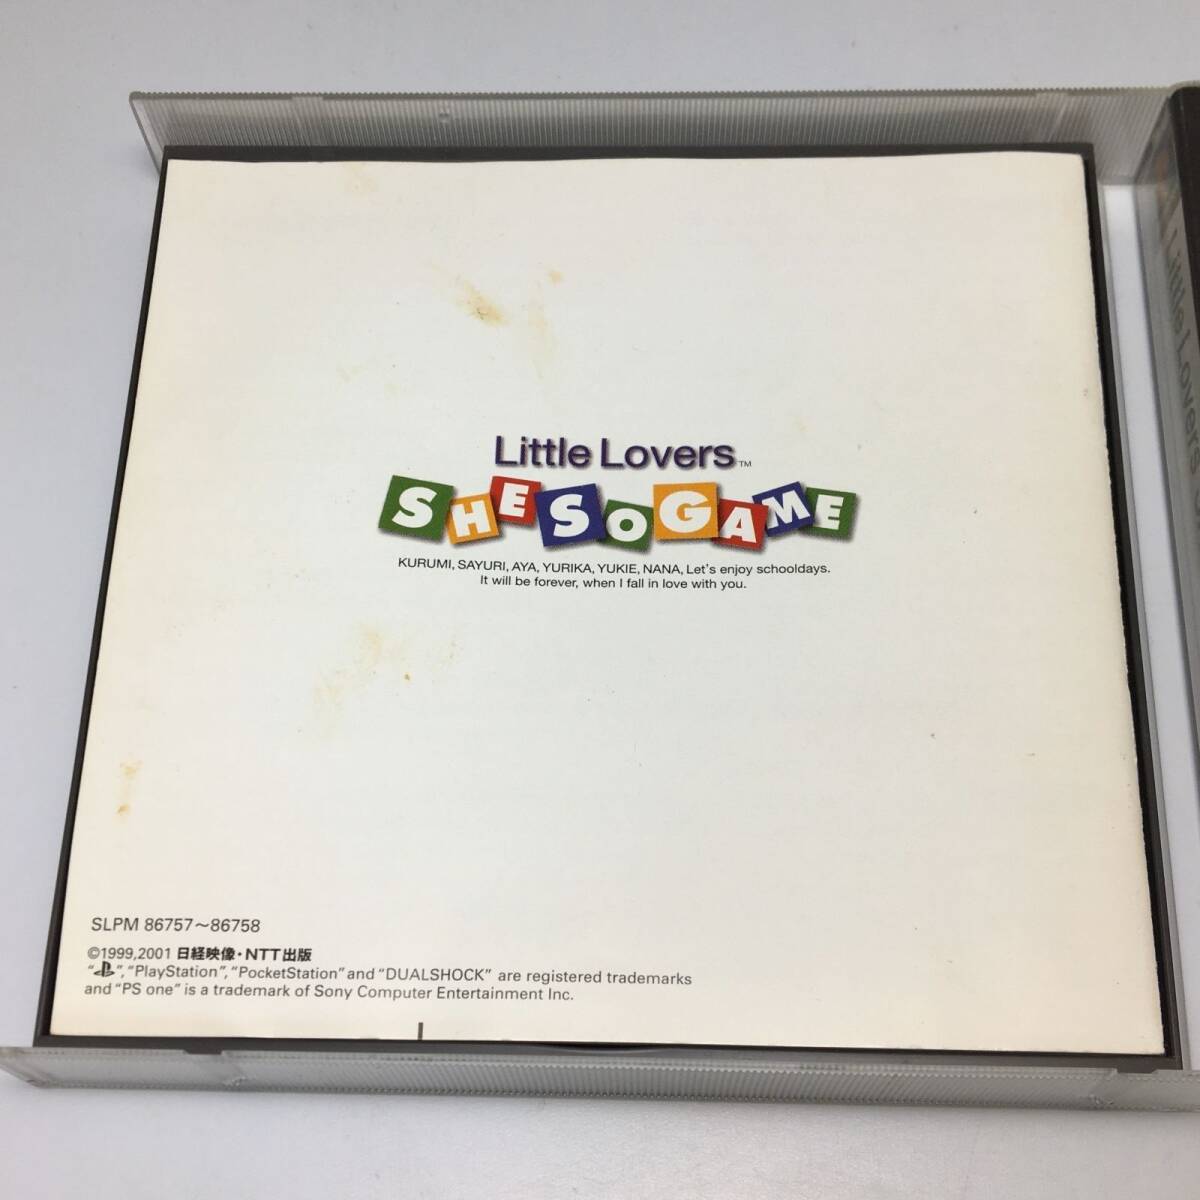 Little Lovers™
SHE SO GAME
KURUMI, SAYURI, AYA, YURIKA, YUKIE, NANA, Let's enjoy schooldays.
It will be forever, when I fall in love with you.
SLPM 86757～86758
©1999,2001 日経映像・NTT出版
“ ”, “PlayStation”, “PocketStation” and “DUALSHOCK” are registered trademarks
and “PS one” is a trademark of Sony Computer Entertainment Inc.
Little Lovers